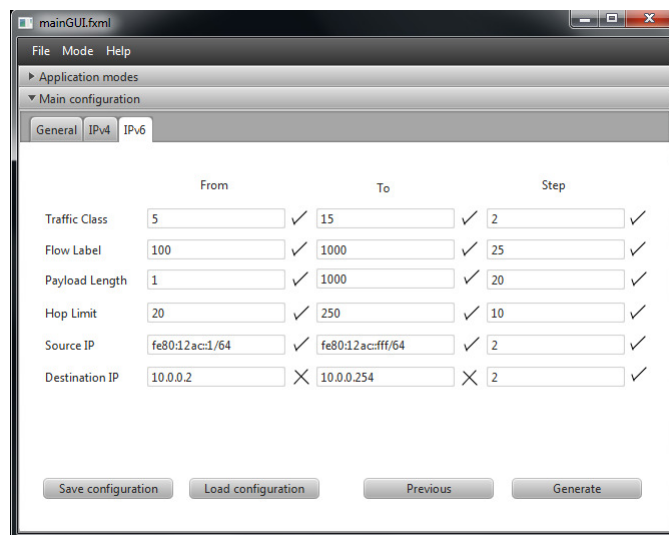 mainGUI.fxml
File Mode Help
Application modes
Main configuration
General IPv4 IPv6
From To Step
Traffic Class 5 15 2
Flow Label 100 1000 25
Payload Length 1 1000 20
Hop Limit 20 250 10
Source IP fe80:12ac::1/64 fe80:12ac::fff/64 2
Destination IP 10.0.0.2 10.0.0.254 2
Save configuration Load configuration Previous Generate